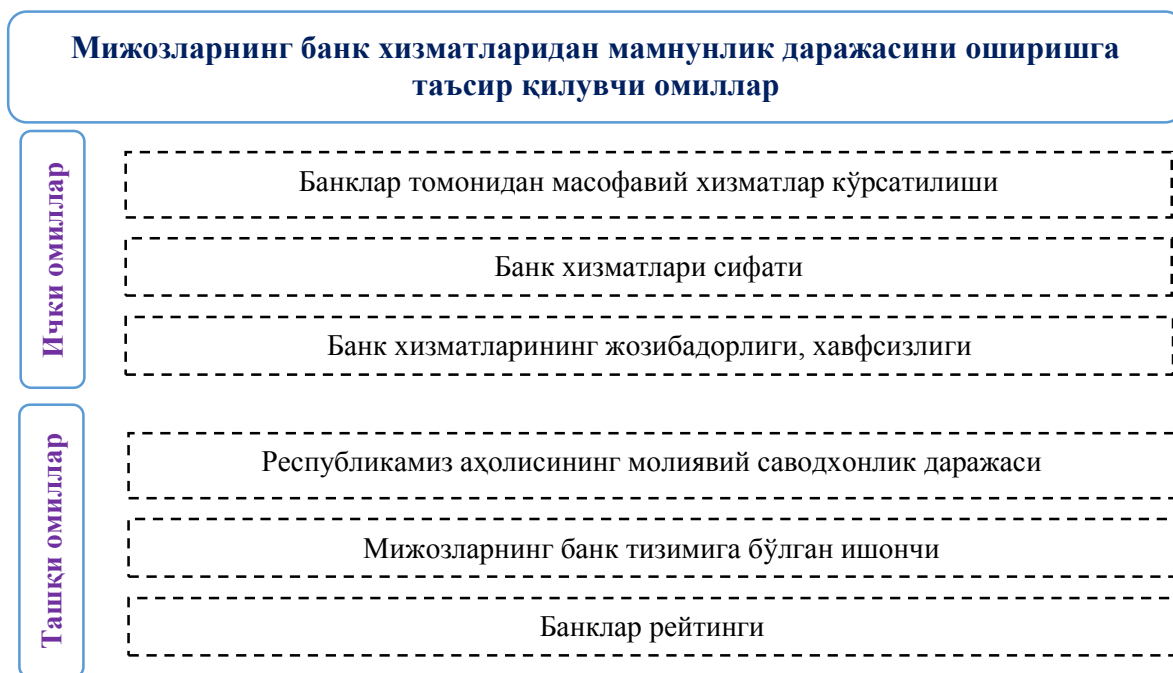 Мижозларнинг банк хизматларидан мамнунлик даражасини оширишга
таъсир қилувчи омиллар
Ички омиллар
Банклар томонидан масофавий хизматлар кўрсатилиши
Банк хизматлари сифати
Банк хизматларининг жозибадорлиги, хавфсизлиги
Ташқи омиллар
Республикамиз аҳолисининг молиявий саводхонлик даражаси
Мижозларнинг банк тизимига бўлган ишончи
Банклар рейтинги